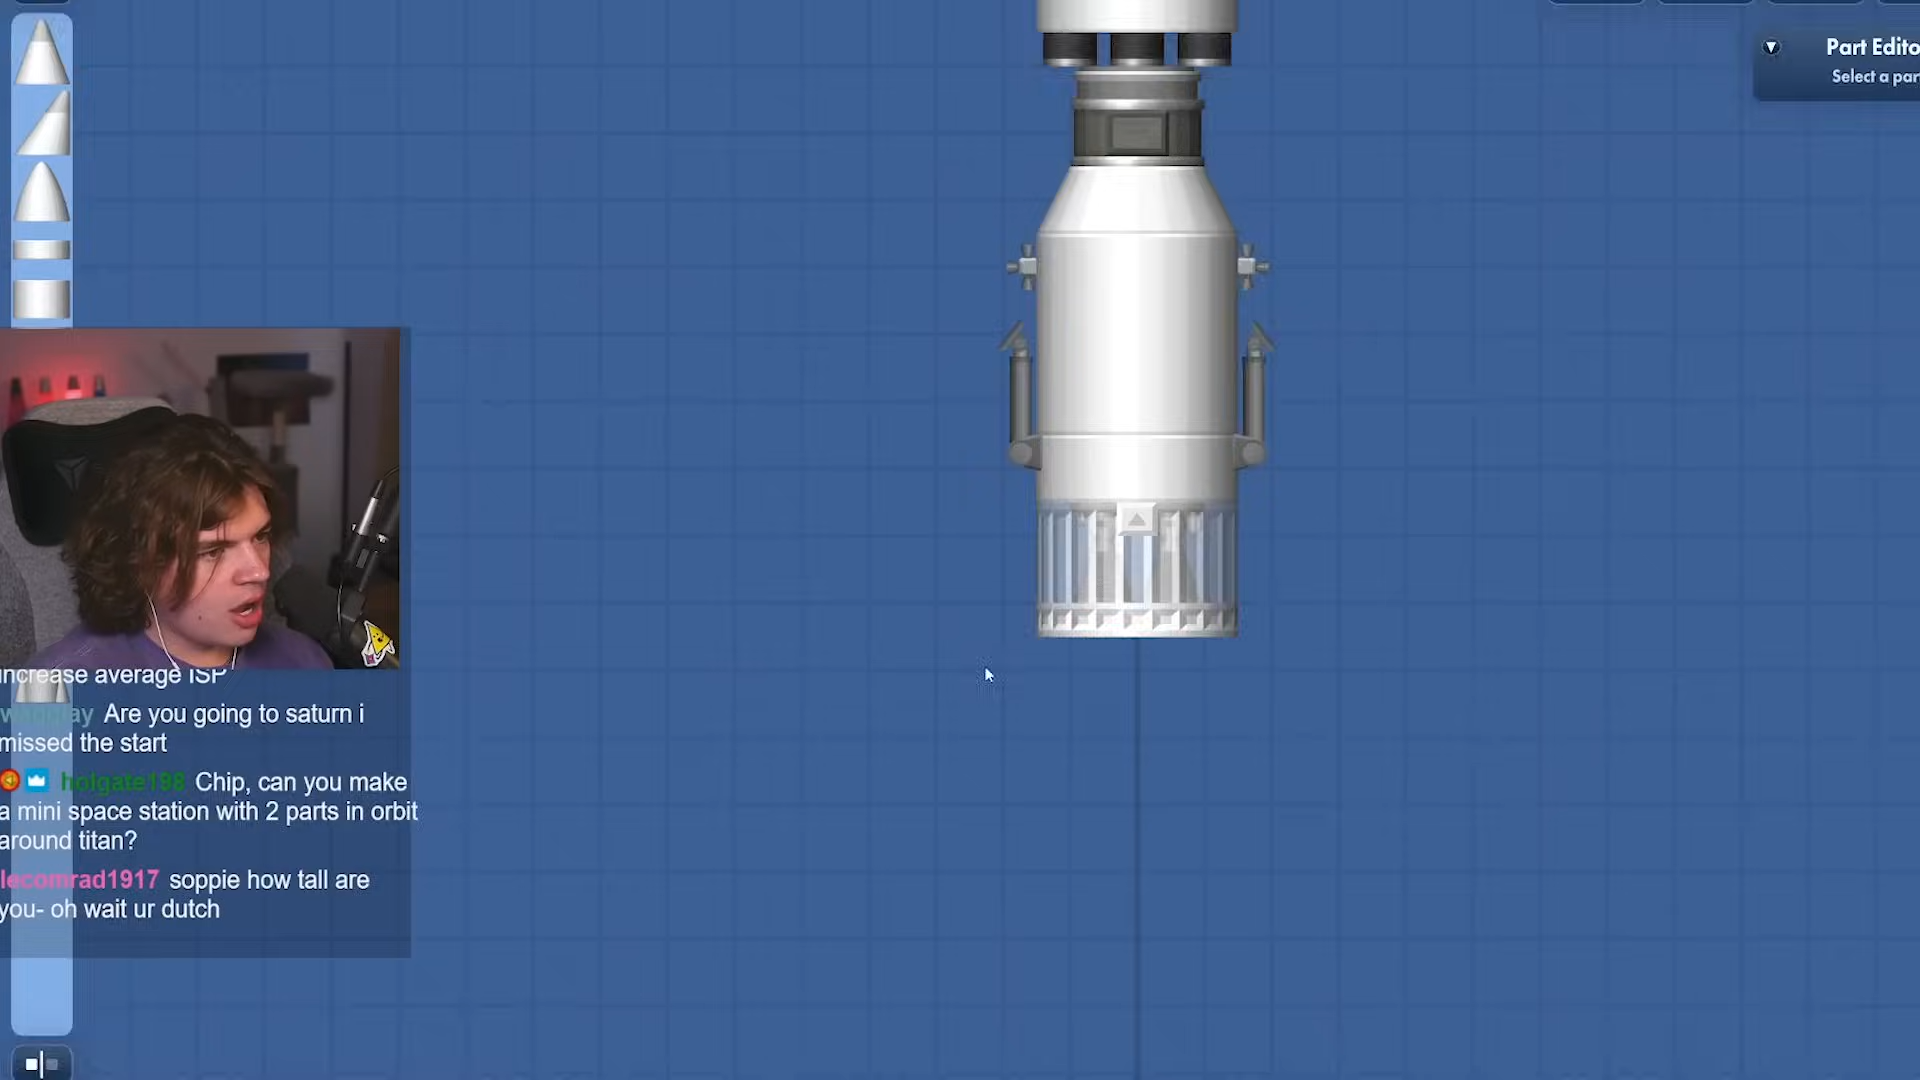 Part Edito
Select a par
increase average ISP
Are you going to saturn i
missed the start
holgate198 Chip, can you make
a mini space station with 2 parts in orbit
around titan?
lecomrad1917 soppie how tall are
you- oh wait ur dutch